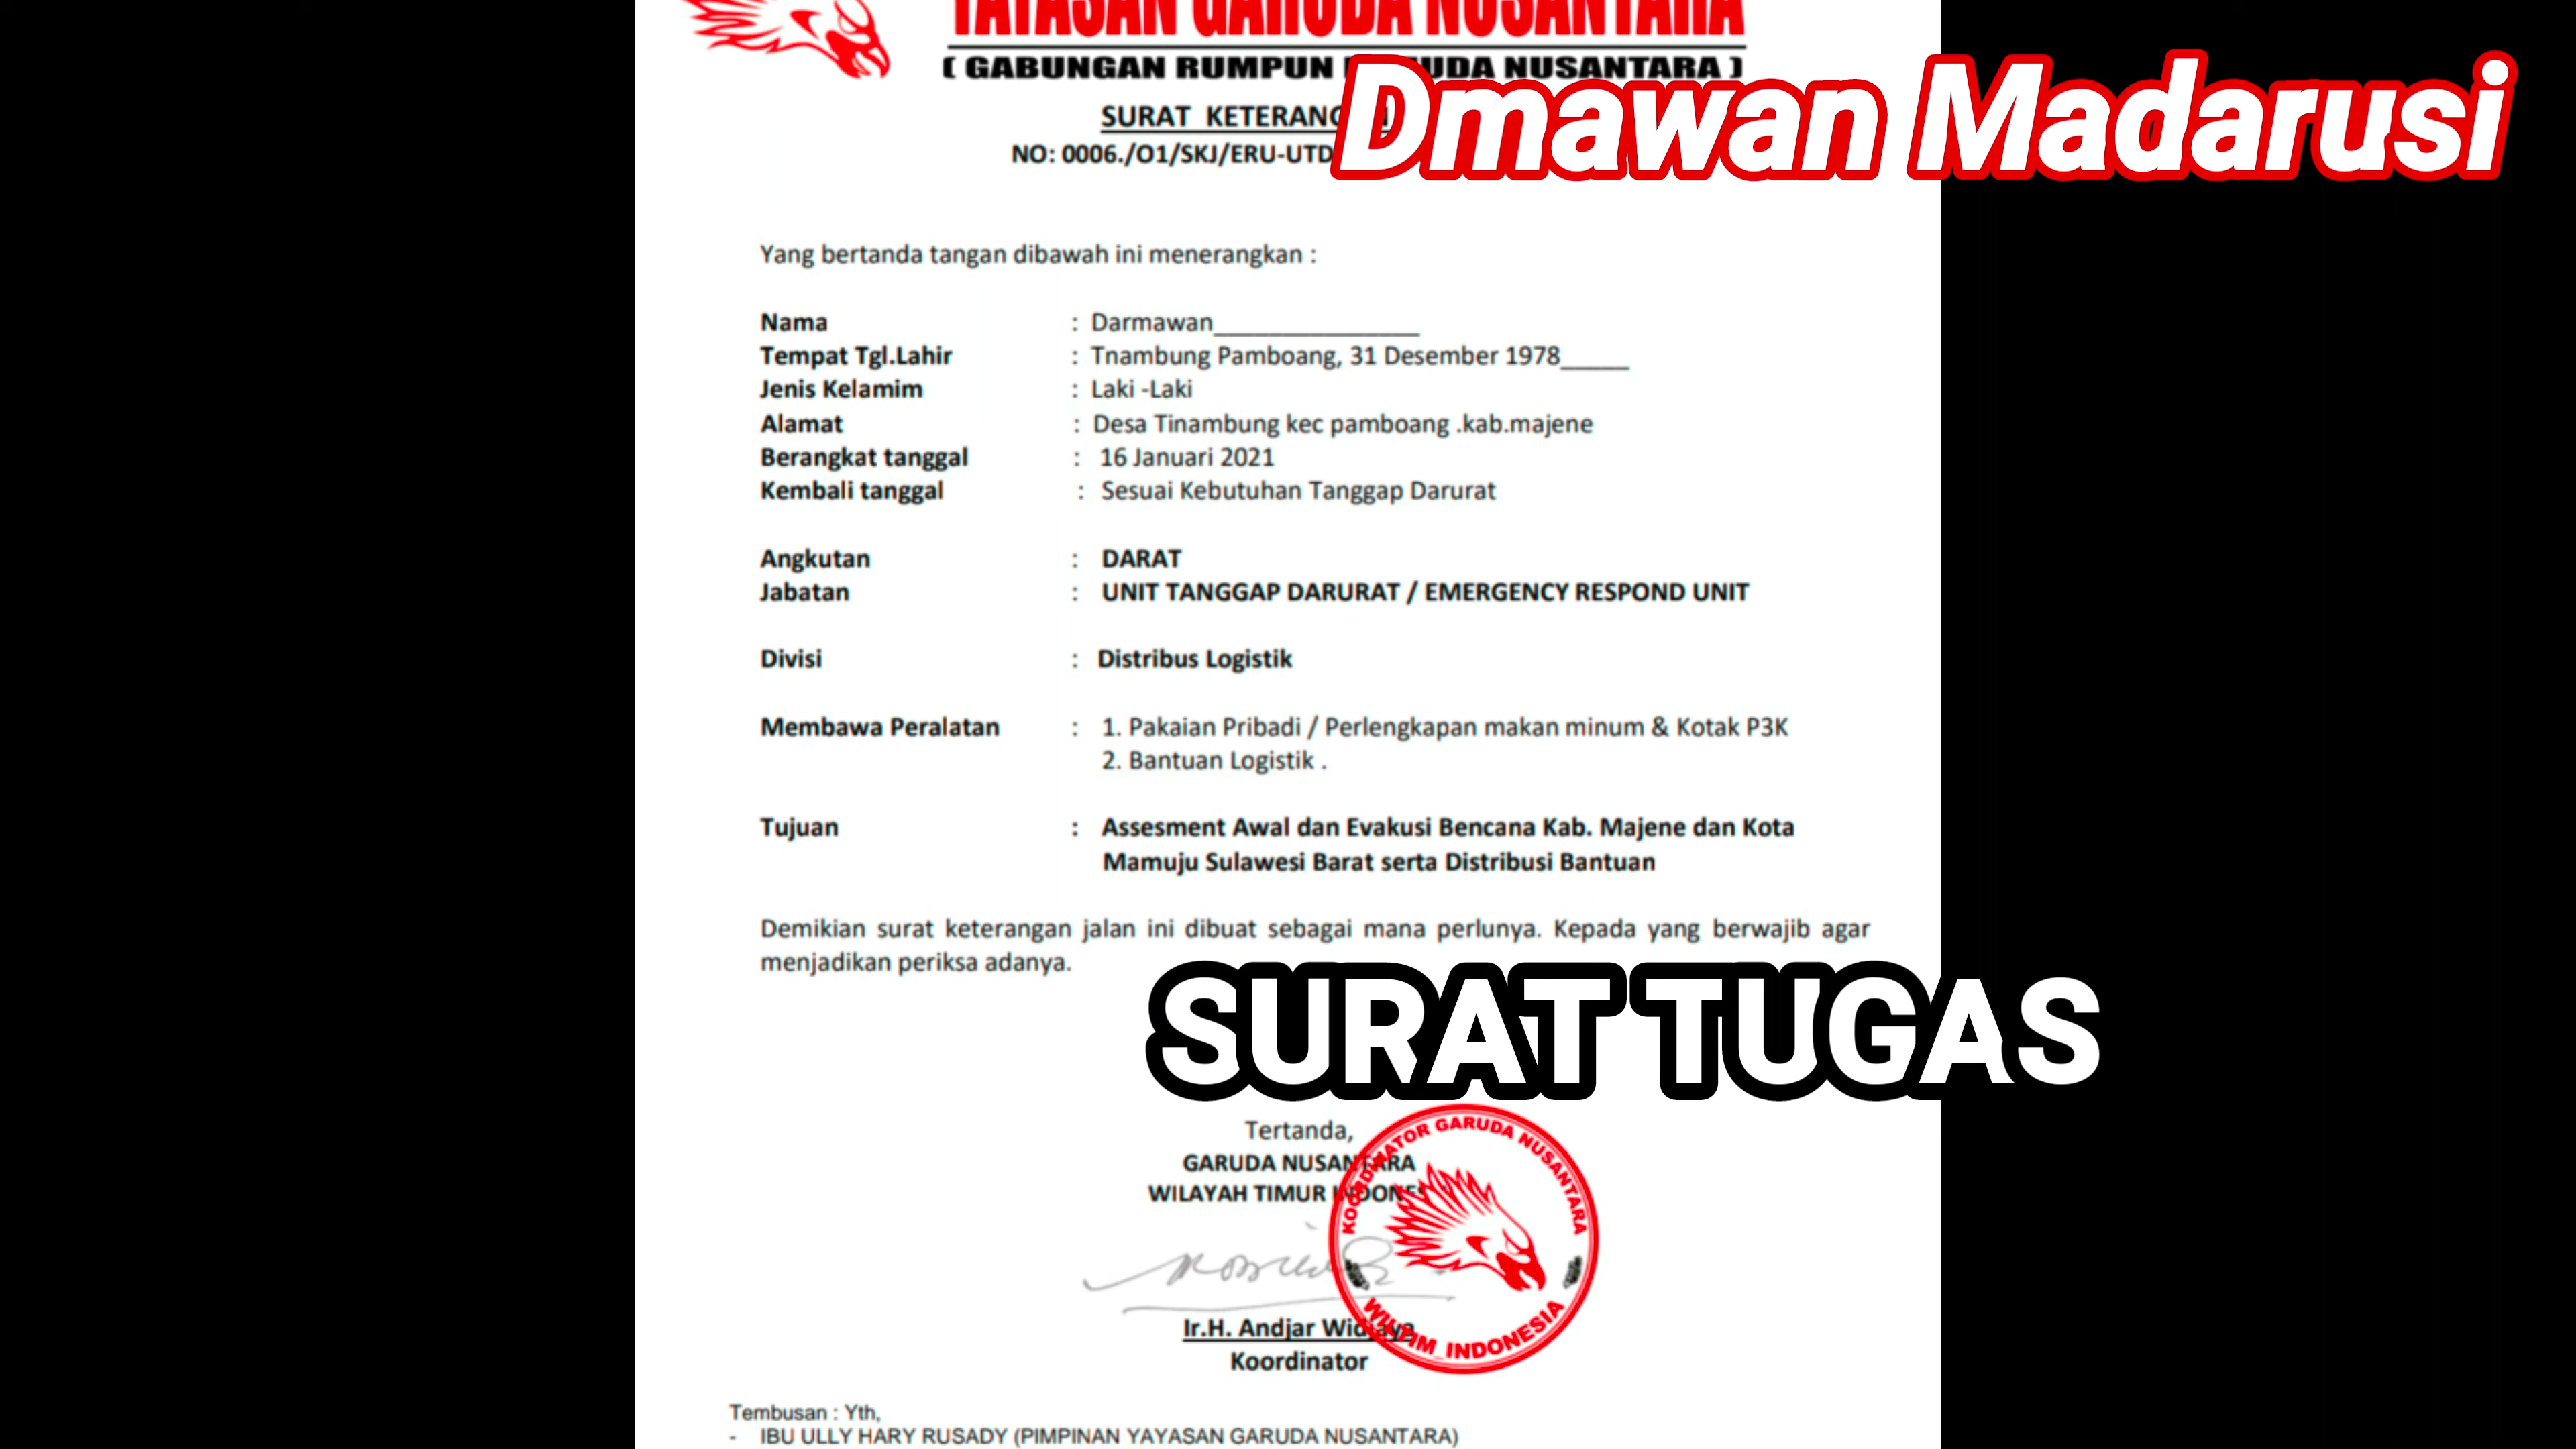 YAYASAN GARUDA NUSANTARA
( GABUNGAN RUMPUN NUSANTARA )
Dmawan Madarusi
SURAT
NO: 0006./O1/SKJ/ERU-UTD
Yang bertanda tangan dibawah ini menerangkan :
Nama : Darmawan_______________
Tempat Tgl.Lahir : Tnambung Pamboang, 31 Desember 1978_____
Jenis Kelamim : Laki -Laki
Alamat : Desa Tinambung kec pamboang .kab.majene
Berangkat tanggal : 16 Januari 2021
Kembali tanggal : Sesuai Kebutuhan Tanggap Darurat
Angkutan : DARAT
Jabatan : UNIT TANGGAP DARURAT / EMERGENCY RESPOND UNIT
Divisi : Distribus Logistik
Membawa Peralatan : 1. Pakaian Pribadi / Perlengkapan makan minum & Kotak P3K
2. Bantuan Logistik .
Tujuan : Assesment Awal dan Evakusi Bencana Kab. Majene dan Kota
Mamuju Sulawesi Barat serta Distribusi Bantuan
Demikian surat keterangan jalan ini dibuat sebagai mana perlunya. Kepada yang berwajib agar
menjadikan periksa adanya.
SURAT TUGAS
Tertanda,
GARUDA NUSANTARA
WILAYAH TIMUR INDONES
KOORDINATOR GARUDA NUSANTARA
WILTIM INDONESIA
Ir.H. Andjar Widjaya
Koordinator
Tembusan : Yth,
- IBU ULLY HARY RUSADY (PIMPINAN YAYASAN GARUDA NUSANTARA)